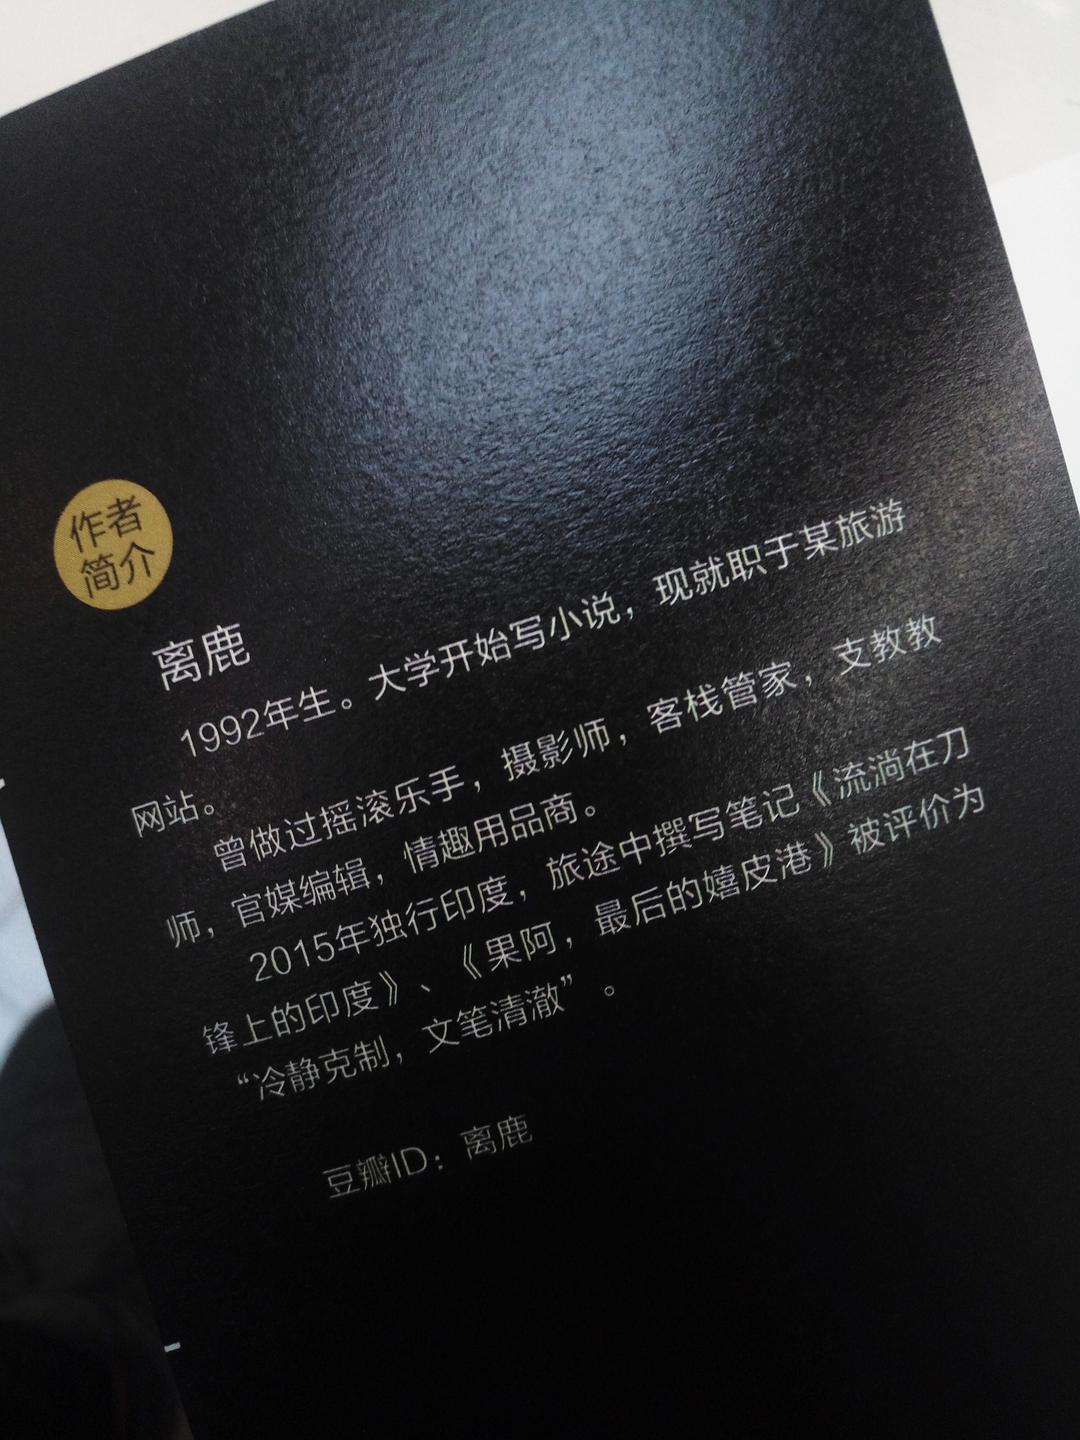 作者
简介
离鹿
1992年生。大学开始写小说，现就职于某旅游
网站。
曾做过摇滚乐手，摄影师，客栈管家，支教教
师，官媒编辑，情趣用品商。
2015年独行印度，旅途中撰写笔记《流淌在刀
锋上的印度》、《果阿，最后的嬉皮港》被评价为
“冷静克制，文笔清澈”。
豆瓣ID：离鹿